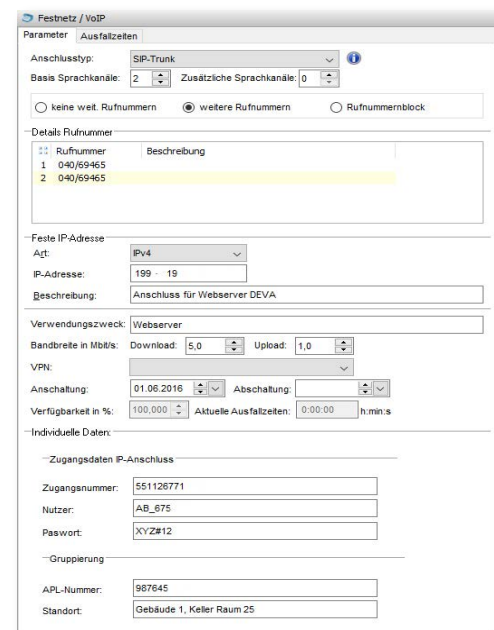 Festnetz / VoIP
Parameter Ausfallzeiten
Anschlusstyp: SIP-Trunk
Basis Sprachkanäle: 2 Zusätzliche Sprachkanäle: 0
keine weit. Rufnummern weitere Rufnummern Rufnummernblock
Details Rufnummer
Rufnummer Beschreibung
1 040/69465
2 040/69465
Feste IP-Adresse
Art: IPv4
IP-Adresse: 199 - 19
Beschreibung: Anschluss für Webserver DEVA
Verwendungszweck: Webserver
Bandbreite in Mbit/s: Download: 5,0 Upload: 1,0
VPN:
Anschaltung: 01.06.2016 Abschaltung:
Verfügbarkeit in %: 100,000 Aktuelle Ausfallzeiten: 0:00:00 h:min:s
Individuelle Daten:
Zugangsdaten IP-Anschluss
Zugangsnummer: 551126771
Nutzer: AB_675
Paswort: XYZ#12
Gruppierung
APL-Nummer: 987645
Standort: Gebäude 1, Keller Raum 25